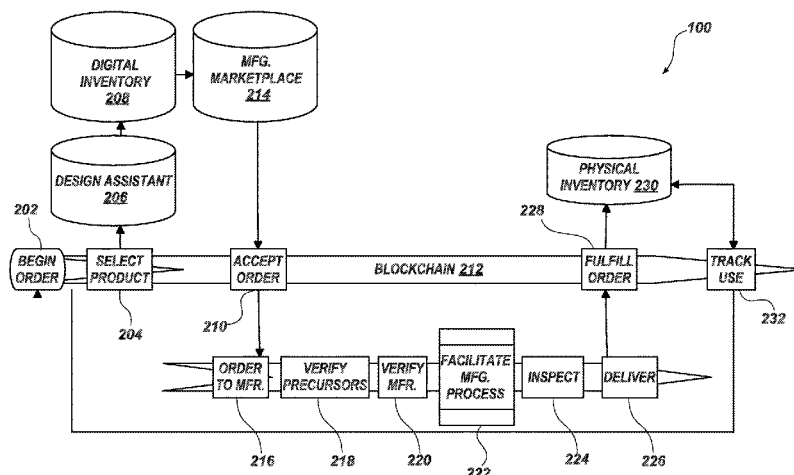 100
DIGITAL
INVENTORY
208
MFG.
MARKETPLACE
214
DESIGN ASSISTANT
206
PHYSICAL
INVENTORY 230
202
228
BEGIN
ORDER
SELECT
PRODUCT
ACCEPT
ORDER
BLOCKCHAIN 212
FULFILL
ORDER
TRACK
USE
204
210
232
ORDER
TO MFR.
VERIFY
PRECURSORS
VERIFY
MFR.
FACILITATE
MFG.
PROCESS
INSPECT
DELIVER
216
218
220
222
224
226